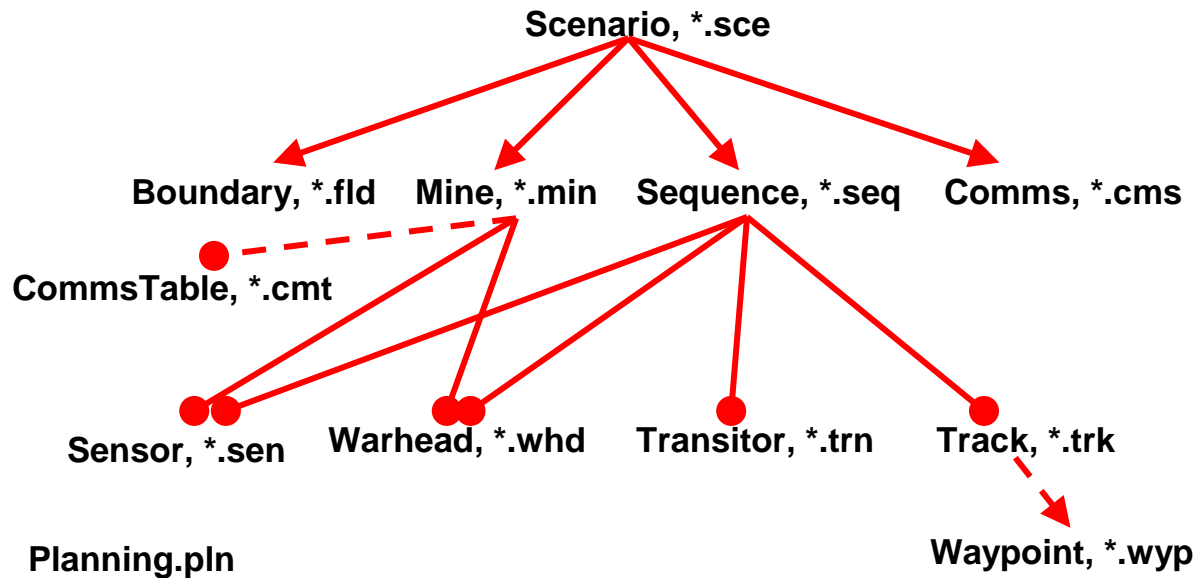 Scenario, *.sce
Boundary, *.fld Mine, *.min Sequence, *.seq Comms, *.cms
CommsTable, *.cmt
Sensor, *.sen Warhead, *.whd Transitor, *.trn Track, *.trk
Planning.pln Waypoint, *.wyp